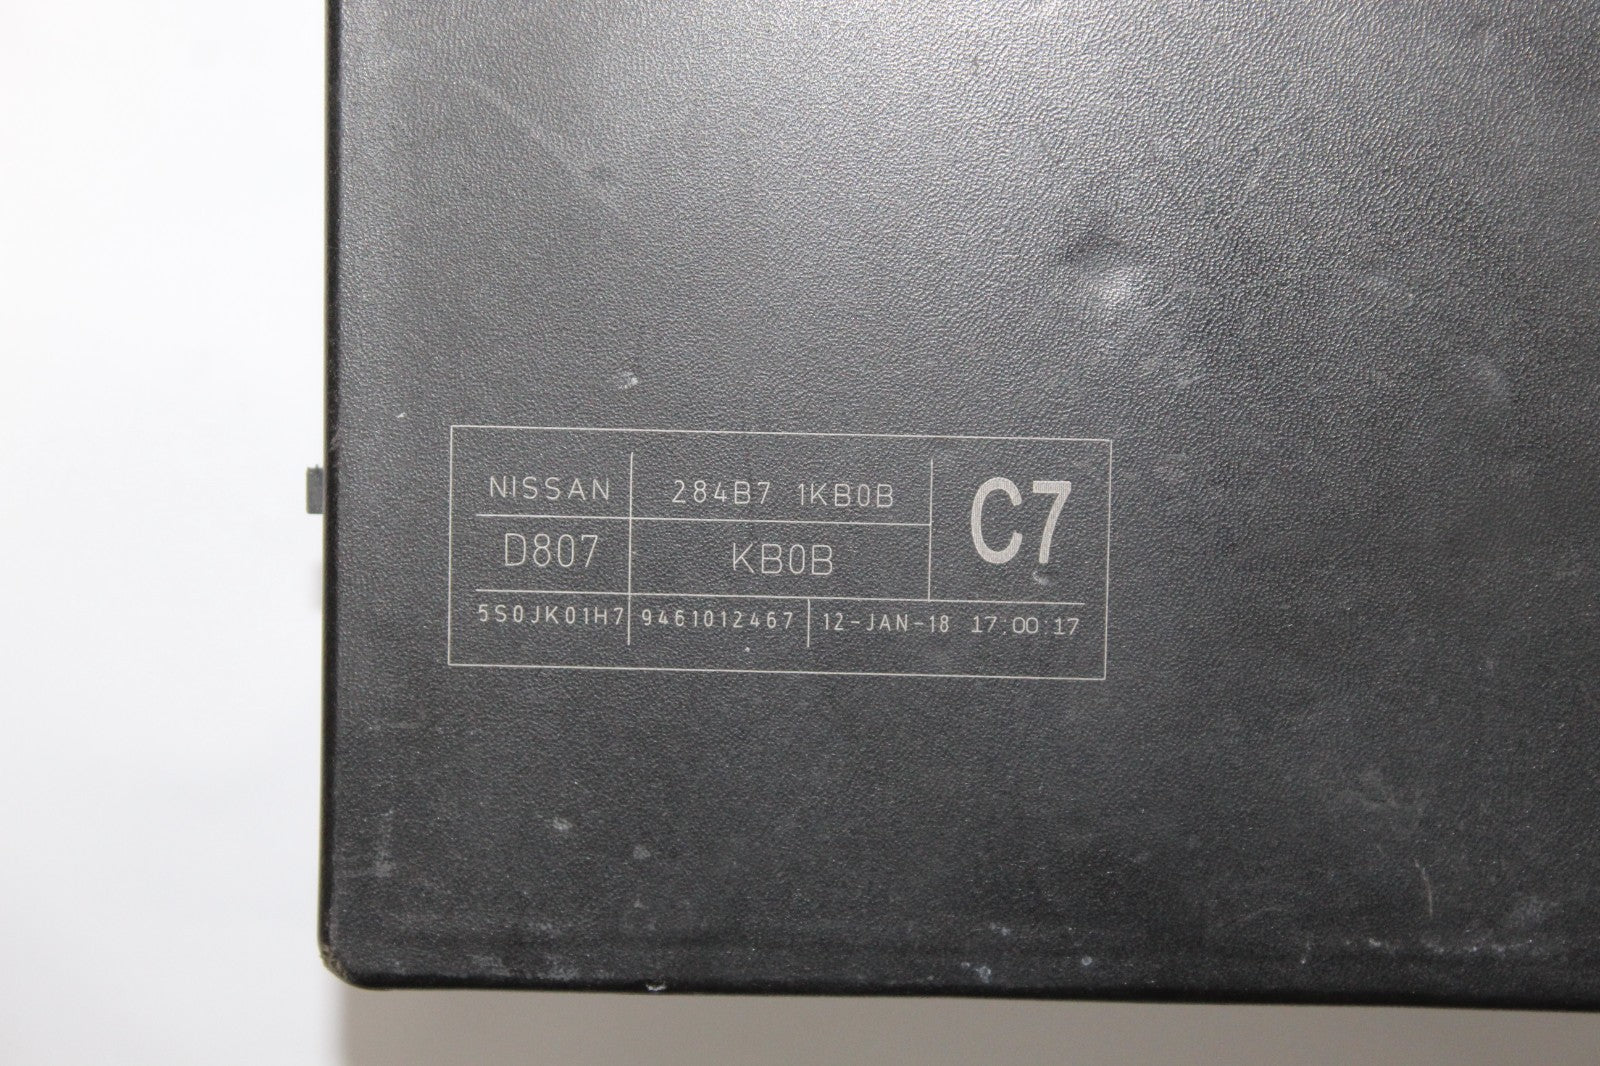 NISSAN 284B7 1KB0B C7
D807 KB0B
5S0JK01H7 9461012467 12-JAN-18 17:00:17